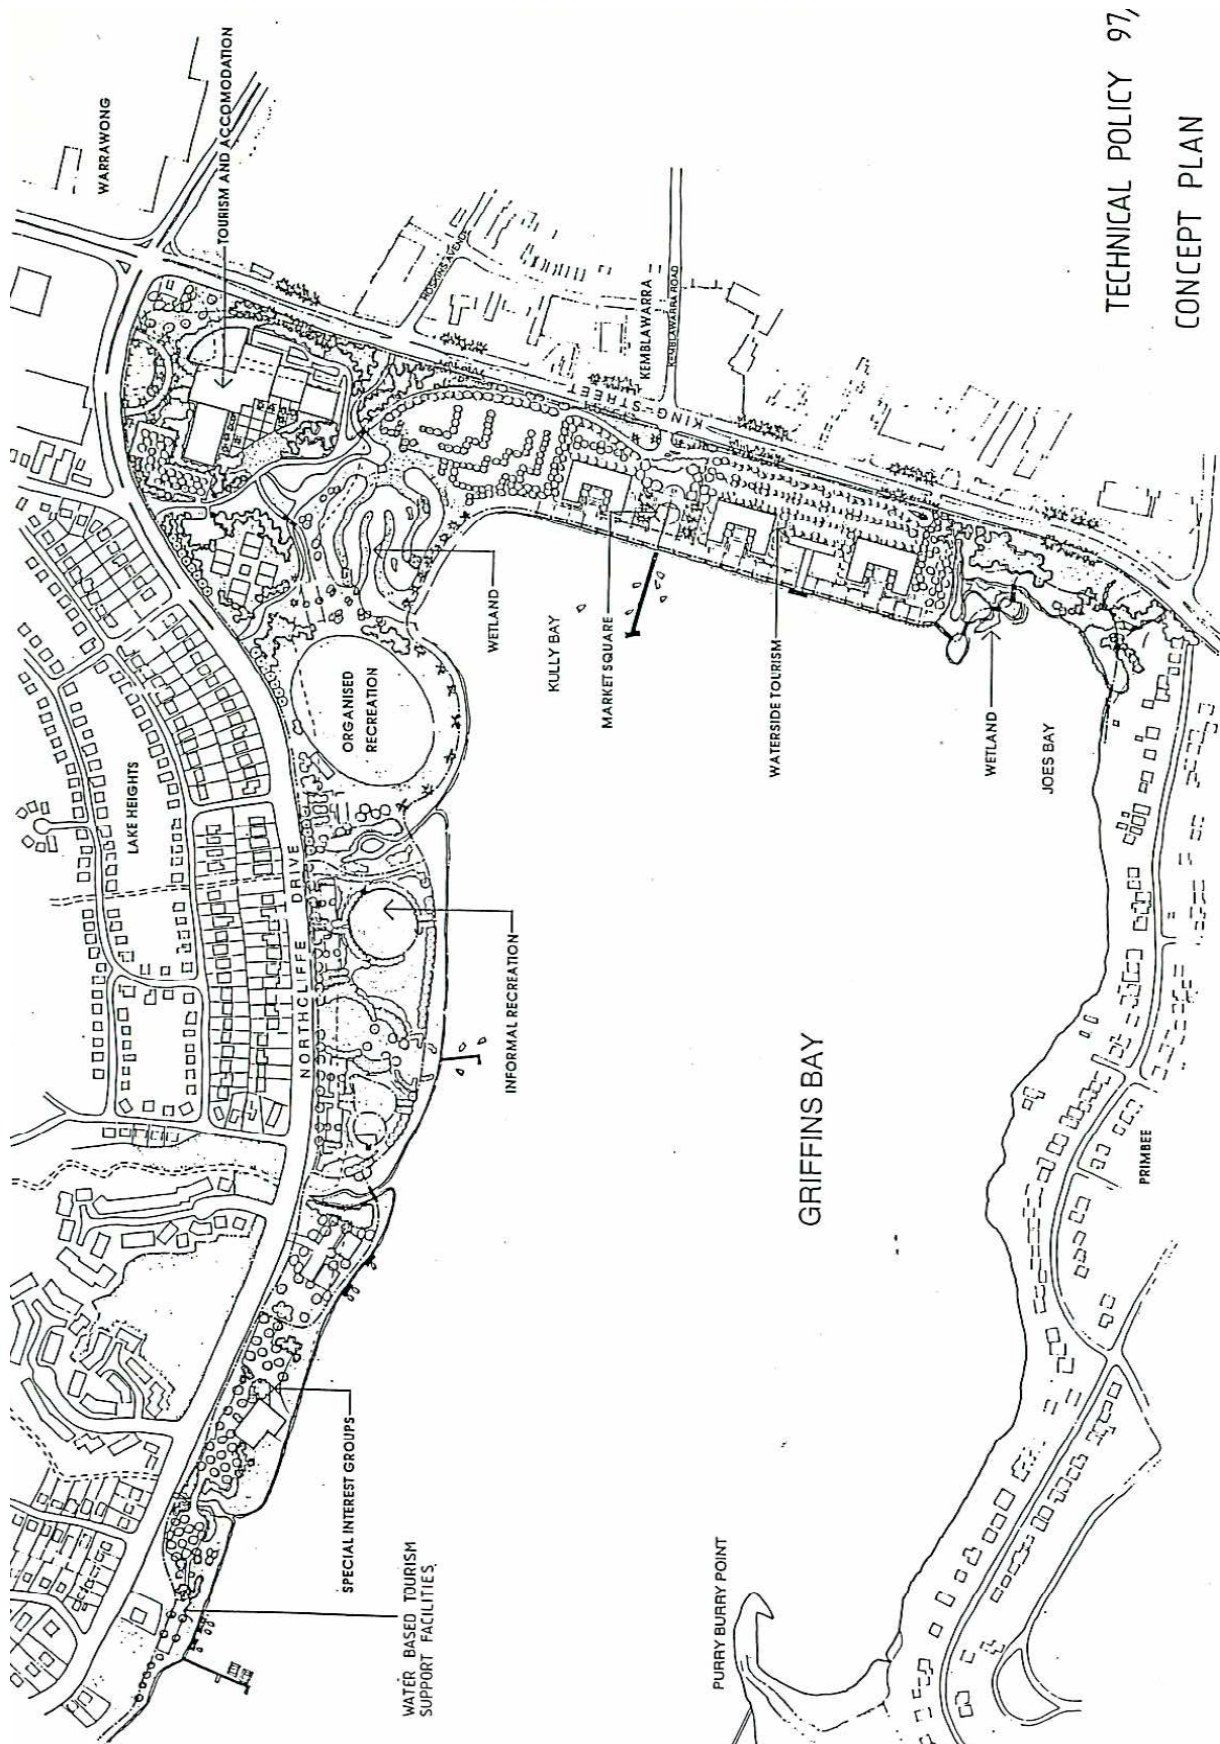 WARRAWONG
TOURISM AND ACCOMODATION
HOSKINS AVENUE
KEMBLAWARRA
KEMBLAWARRA ROAD
KING STREET
TECHNICAL POLICY 97/
CONCEPT PLAN
WETLAND
KULLY BAY
MARKET SQUARE
WATERSIDE TOURISM
WETLAND
JOES BAY
ORGANISED
RECREATION
LAKE HEIGHTS
NORTHCLIFFE DRIVE
INFORMAL RECREATION
GRIFFINS BAY
PRIMBEE
SPECIAL INTEREST GROUPS
WATER BASED TOURISM
SUPPORT FACILITIES
PURRY BURRY POINT